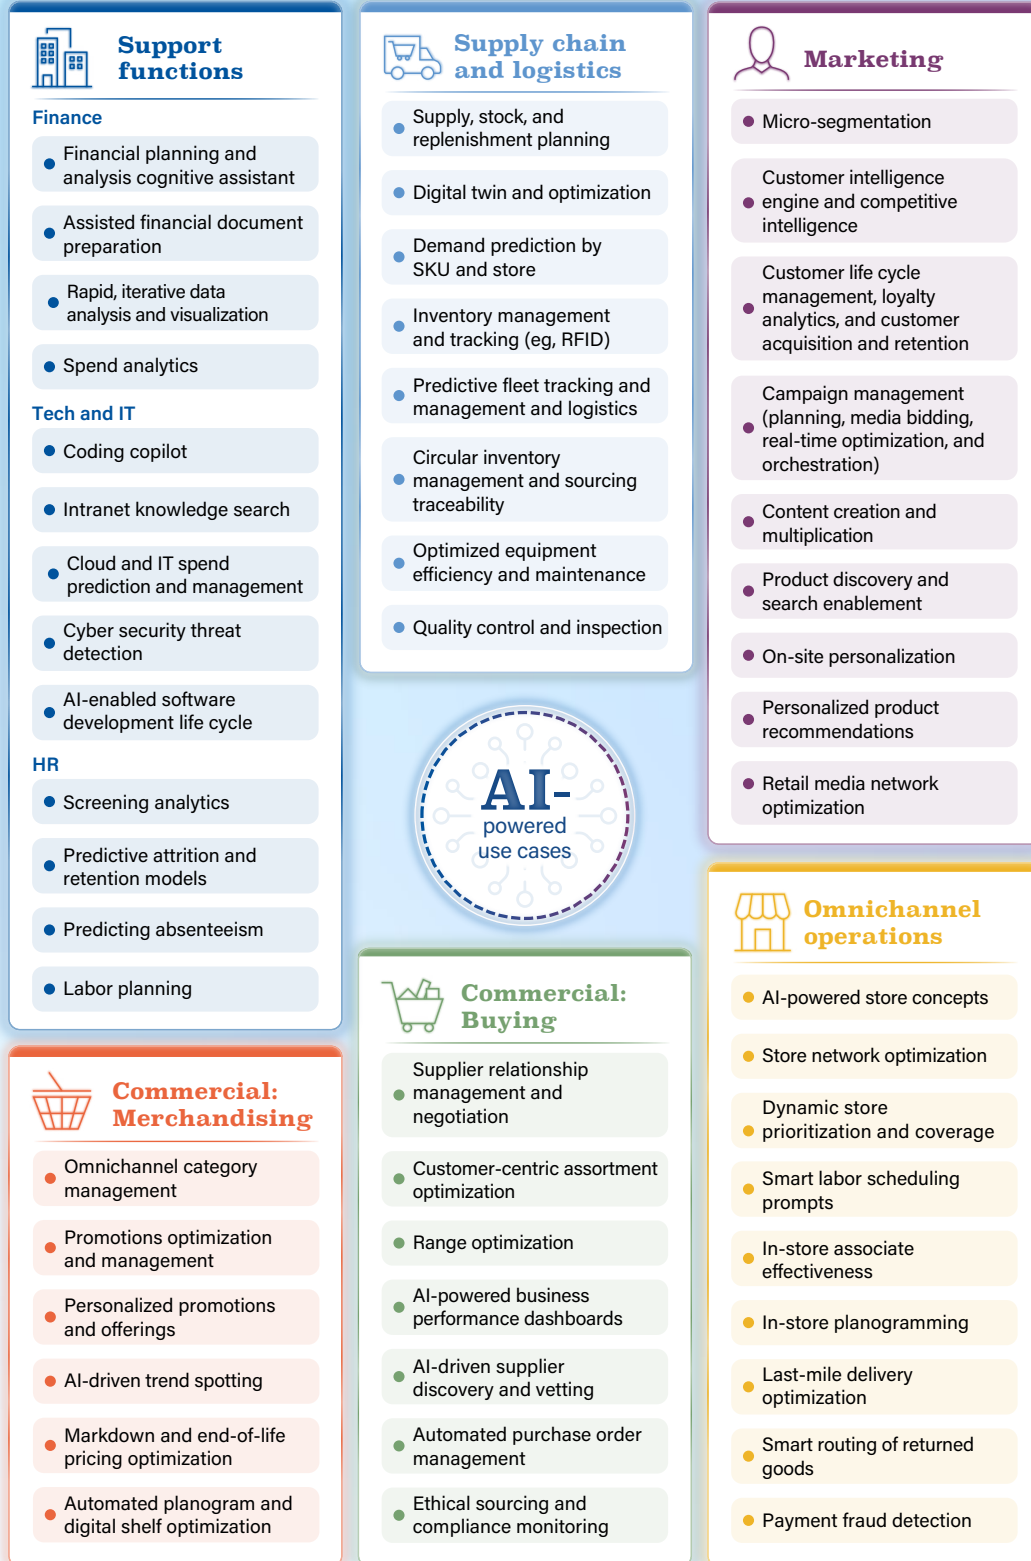 Support
functions
Finance
Financial planning and
analysis cognitive assistant
Assisted financial document
preparation
Rapid, iterative data
analysis and visualization
Spend analytics
Tech and IT
Coding copilot
Intranet knowledge search
Cloud and IT spend
prediction and management
Cyber security threat
detection
AI-enabled software
development life cycle
HR
Screening analytics
Predictive attrition and
retention models
Predicting absenteeism
Labor planning
Commercial:
Merchandising
Omnichannel category
management
Promotions optimization
and management
Personalized promotions
and offerings
AI-driven trend spotting
Markdown and end-of-life
pricing optimization
Automated planogram and
digital shelf optimization
Supply chain
and logistics
Supply, stock, and
replenishment planning
Digital twin and optimization
Demand prediction by
SKU and store
Inventory management
and tracking (eg, RFID)
Predictive fleet tracking and
management and logistics
Circular inventory
management and sourcing
traceability
Optimized equipment
efficiency and maintenance
Quality control and inspection
AI-
powered
use cases
Commercial:
Buying
Supplier relationship
management and
negotiation
Customer-centric assortment
optimization
Range optimization
AI-powered business
performance dashboards
AI-driven supplier
discovery and vetting
Automated purchase order
management
Ethical sourcing and
compliance monitoring
Marketing
Micro-segmentation
Customer intelligence
engine and competitive
intelligence
Customer life cycle
management, loyalty
analytics, and customer
acquisition and retention
Campaign management
(planning, media bidding,
real-time optimization, and
orchestration)
Content creation and
multiplication
Product discovery and
search enablement
On-site personalization
Personalized product
recommendations
Retail media network
optimization
Omnichannel
operations
AI-powered store concepts
Store network optimization
Dynamic store
prioritization and coverage
Smart labor scheduling
prompts
In-store associate
effectiveness
In-store planogramming
Last-mile delivery
optimization
Smart routing of returned
goods
Payment fraud detection